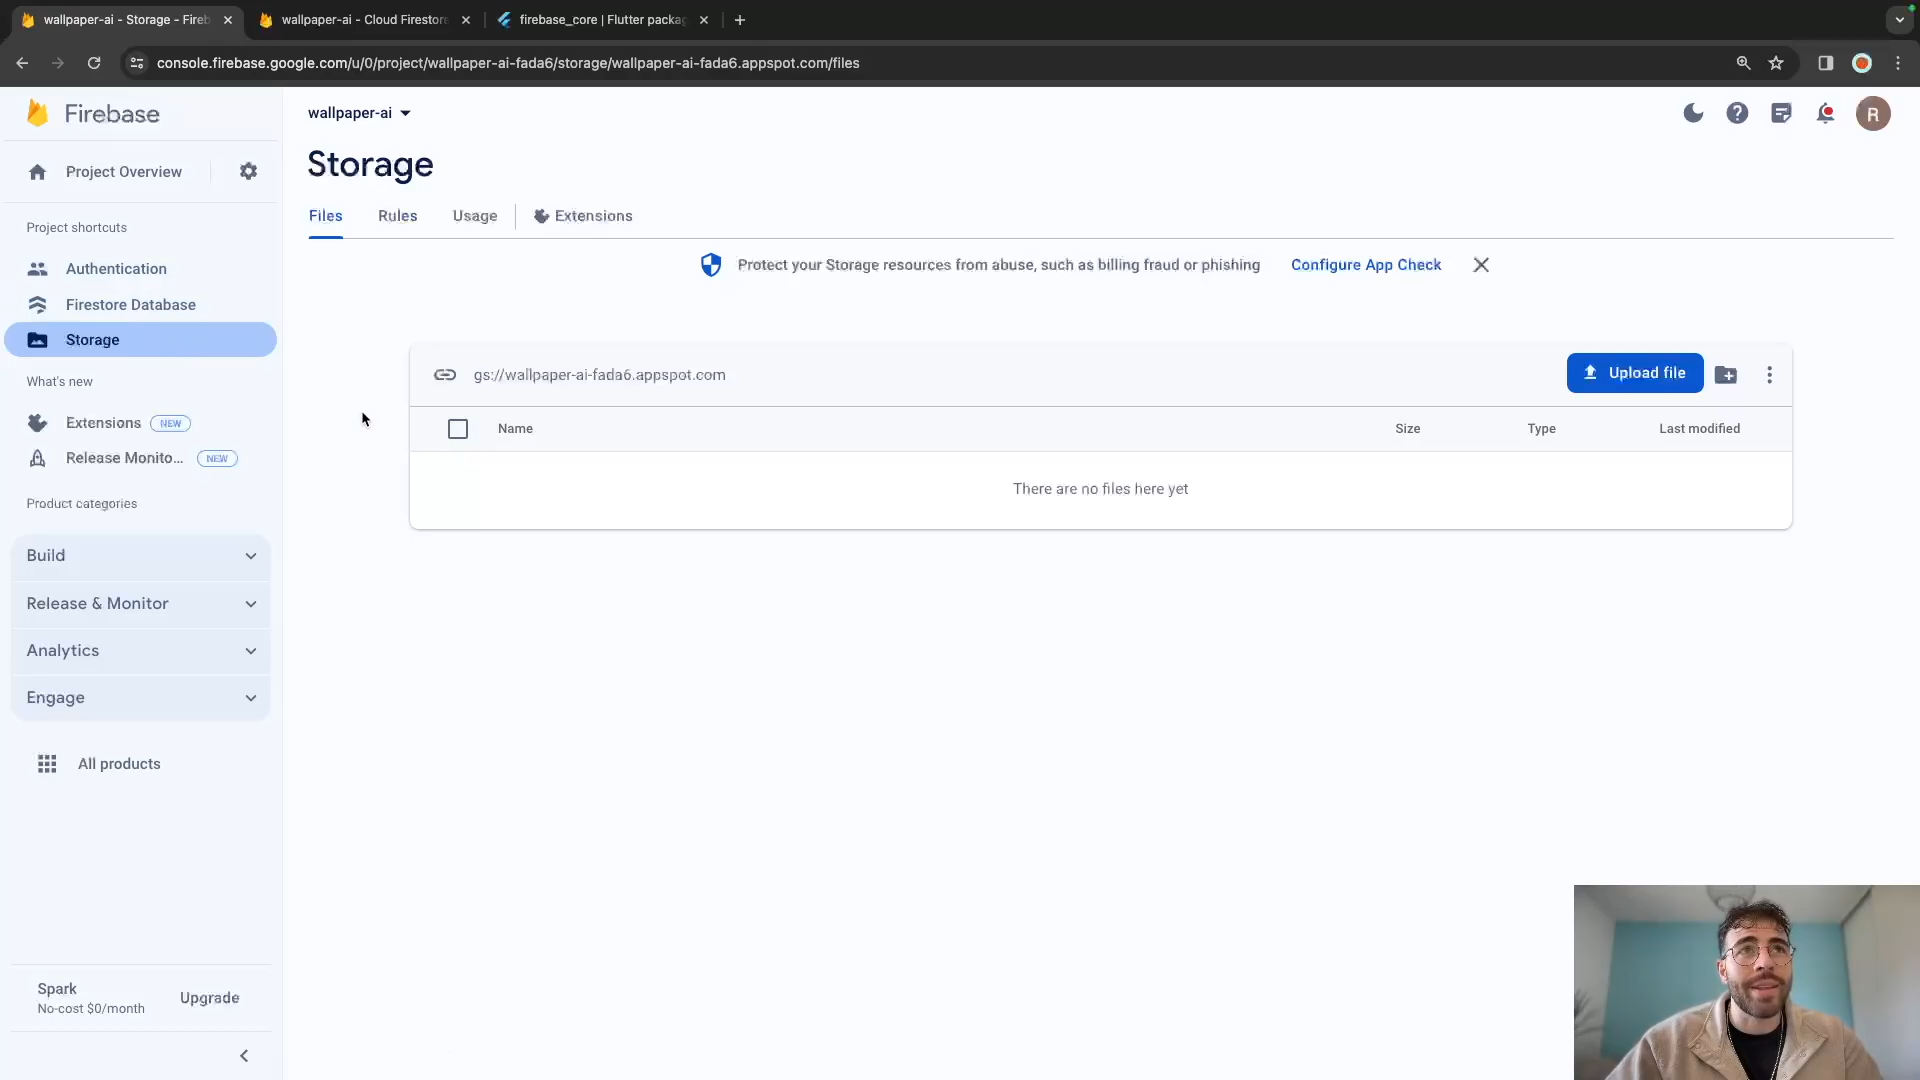 wallpaper-ai - Storage - Fireb
wallpaper-ai - Cloud Firestore
firebase_core | Flutter packag
console.firebase.google.com/u/0/project/wallpaper-ai-fada6/storage/wallpaper-ai-fada6.appspot.com/files
Firebase
wallpaper-ai
R
Project Overview
Storage
Files
Rules
Usage
Extensions
Project shortcuts
Protect your Storage resources from abuse, such as billing fraud or phishing
Configure App Check
Authentication
Firestore Database
Storage
What's new
gs://wallpaper-ai-fada6.appspot.com
Upload file
Extensions NEW
Release Monito... NEW
Name
Size
Type
Last modified
There are no files here yet
Product categories
Build
Release & Monitor
Analytics
Engage
All products
Spark
No-cost $0/month
Upgrade